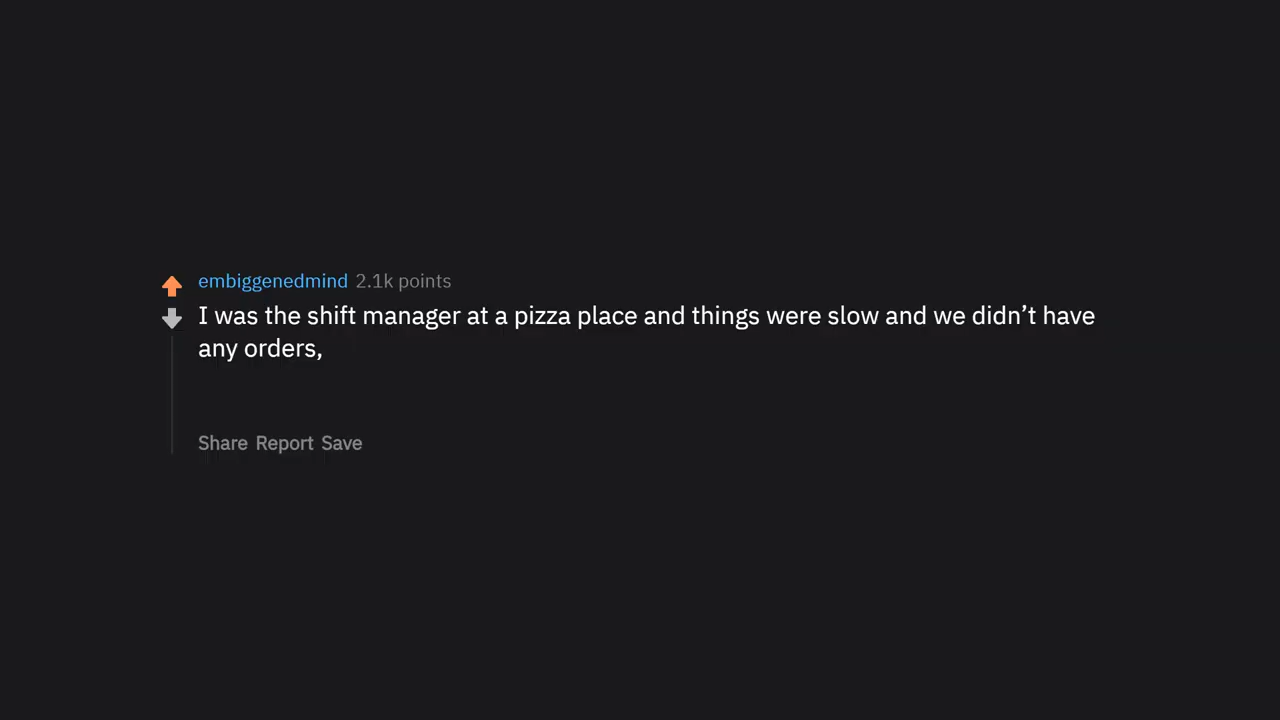 embiggenedmind 2.1k points
I was the shift manager at a pizza place and things were slow and we didn’t have
any orders,
Share Report Save